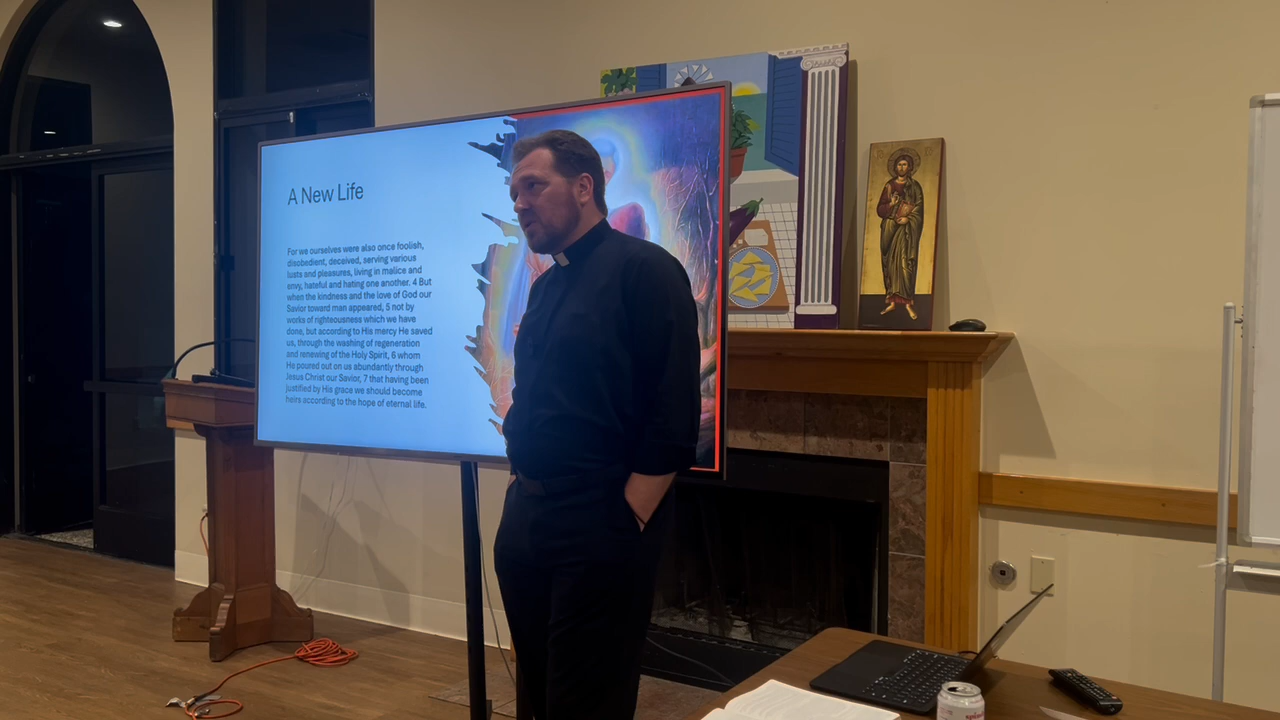 A New Life
For we ourselves were also once foolish,
disobedient, deceived, serving various
lusts and pleasures, living in malice and
envy, hateful and hating one another. 4 But
when the kindness and the love of God our
Savior toward man appeared, 5 not by
works of righteousness which we have
done, but according to His mercy He saved
us, through the washing of regeneration
and renewing of the Holy Spirit, 6 whom
He poured out on us abundantly through
Jesus Christ our Savior, 7 that having been
justified by His grace we should become
heirs according to the hope of eternal life.